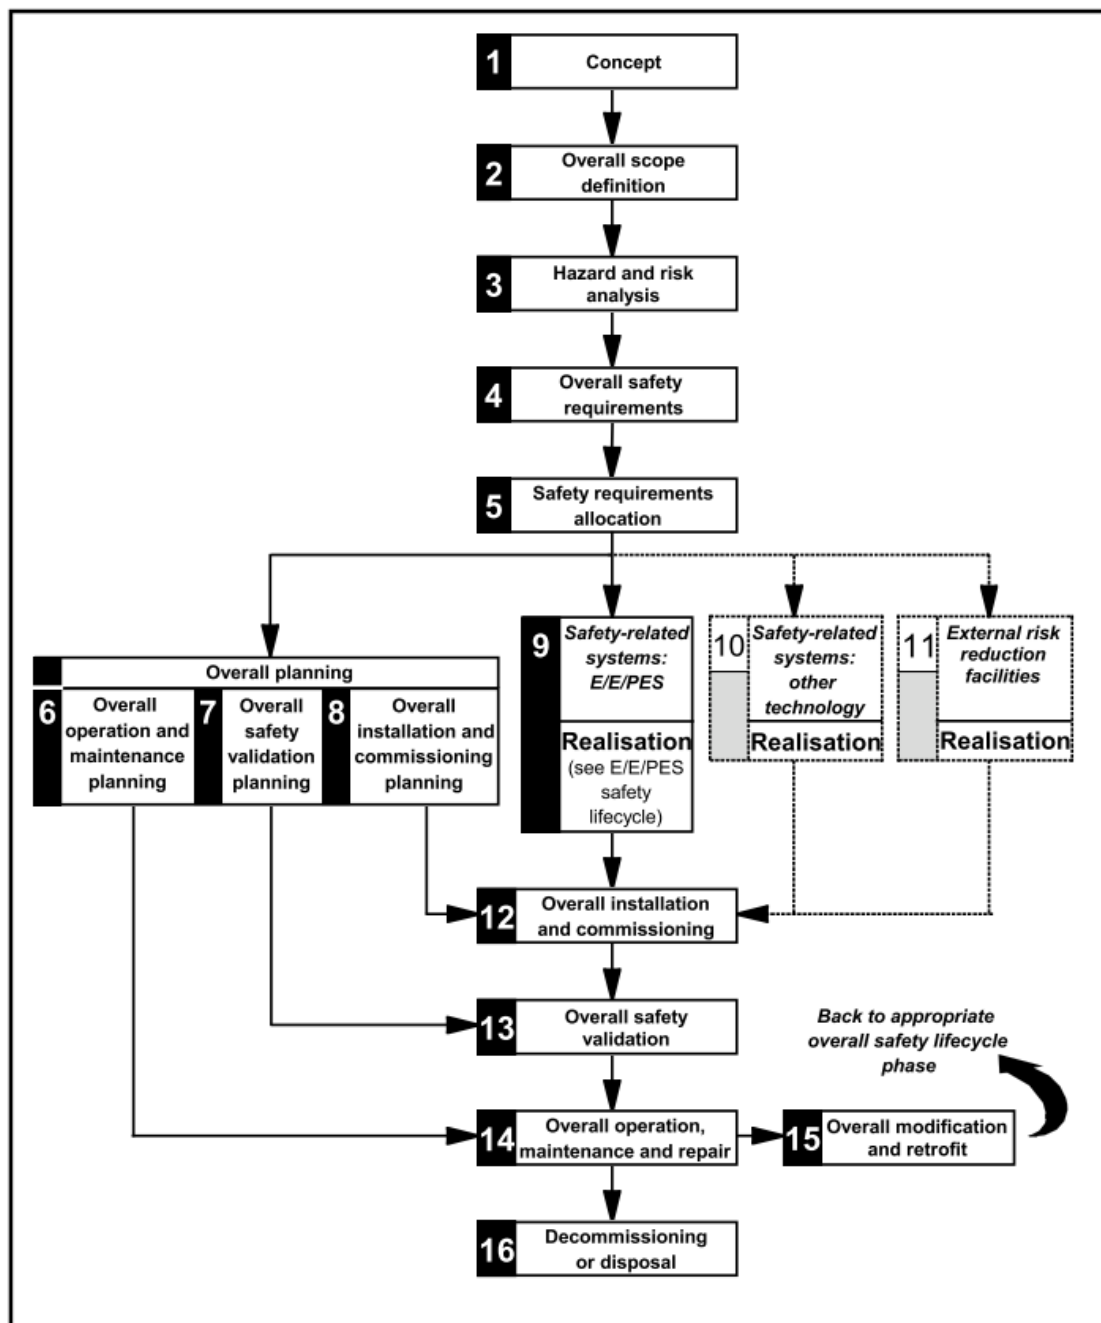 1
Concept
2
Overall scope
definition
3
Hazard and risk
analysis
4
Overall safety
requirements
5
Safety requirements
allocation
Overall planning
6
Overall
operation and
maintenance
planning
7
Overall
safety
validation
planning
8
Overall
installation and
commissioning
planning
9
Safety-related
systems:
E/E/PES
Realisation
(see E/E/PES
safety
lifecycle)
10
Safety-related
systems:
other
technology
Realisation
11
External risk
reduction
facilities
Realisation
12
Overall installation
and commissioning
13
Overall safety
validation
Back to appropriate
overall safety lifecycle
phase
14
Overall operation,
maintenance and repair
15
Overall modification
and retrofit
16
Decommissioning
or disposal